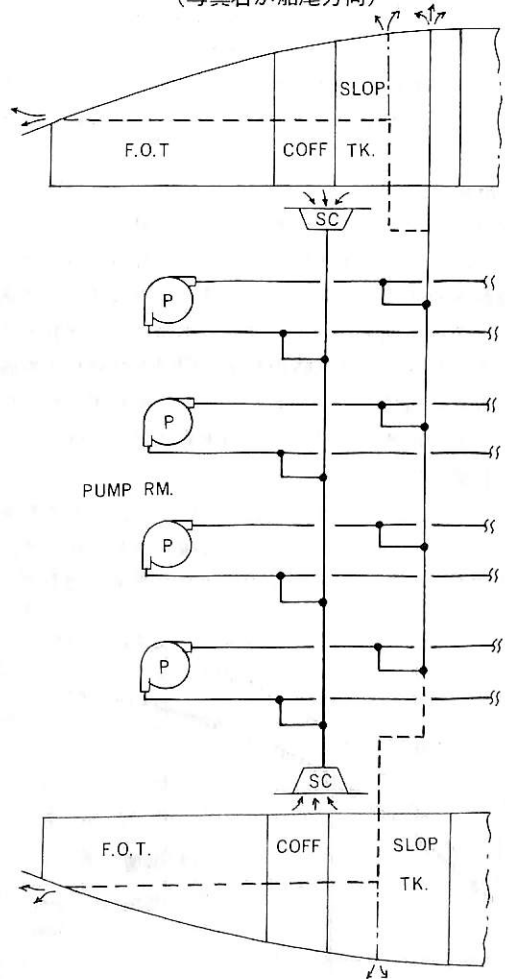 (写真右が船尾方向)
SLOP
F.O.T COFF TK.
SC
P
P
PUMP RM.
P
P
SC
F.O.T. COFF SLOP
TK.